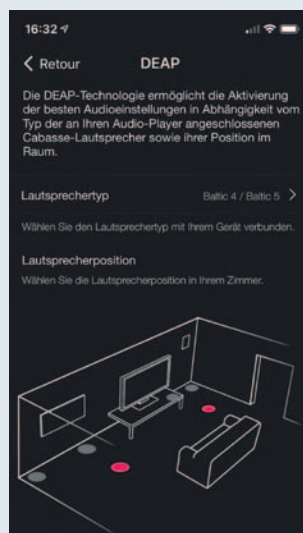 16:32
Retour DEAP
Die DEAP-Technologie ermöglicht die Aktivierung
der besten Audioeinstellungen in Abhängigkeit vom
Typ der an Ihren Audio-Player angeschlossenen
Cabasse-Lautsprecher sowie ihrer Position im
Raum.
Lautsprechertyp Baltic 4 / Baltic 5
Wählen Sie den Lautsprechertyp mit Ihrem Gerät verbunden.
Lautsprecherposition
Wählen Sie die Lautsprecherposition in Ihrem Zimmer.